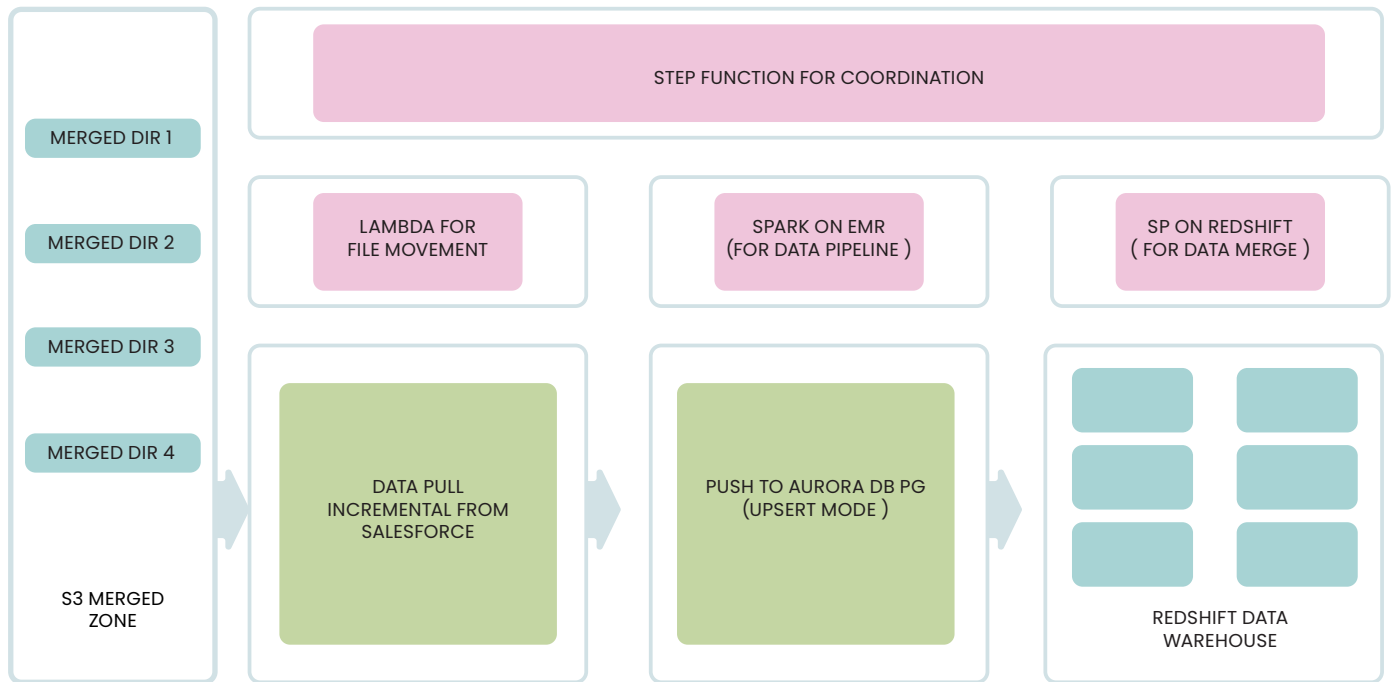 MERGED DIR 1
MERGED DIR 2
MERGED DIR 3
MERGED DIR 4
S3 MERGED
ZONE
STEP FUNCTION FOR COORDINATION
LAMBDA FOR
FILE MOVEMENT
SPARK ON EMR
(FOR DATA PIPELINE )
SP ON REDSHIFT
( FOR DATA MERGE )
DATA PULL
INCREMENTAL FROM
SALESFORCE
PUSH TO AURORA DB PG
(UPSERT MODE )
REDSHIFT DATA
WAREHOUSE